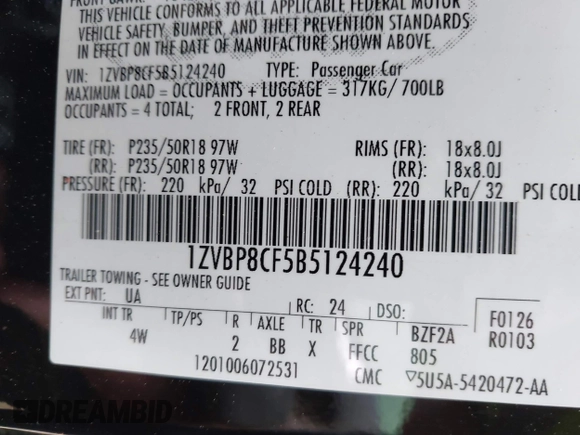 THIS VEHICLE CONFORMS TO ALL APPLICABLE FEDERAL MOTOR
VEHICLE SAFETY, BUMPER, AND THEFT PREVENTION STANDARDS
IN EFFECT ON THE DATE OF MANUFACTURE SHOWN ABOVE.
VIN: 1ZVBP8CF5B5124240 TYPE: Passenger Car
MAXIMUM LOAD = OCCUPANTS + LUGGAGE = 317KG/ 700LB
OCCUPANTS = 4 TOTAL; 2 FRONT, 2 REAR
TIRE (FR): P235/50R18 97W RIMS (FR): 18x8.0J
(RR): P235/50R18 97W (RR): 18x8.0J
PRESSURE (FR): 220 kPa/ 32 PSI COLD (RR): 220 kPa/ 32 PSI COLD
1ZVBP8CF5B5124240
TRAILER TOWING - SEE OWNER GUIDE
EXT PNT: UA RC: 24 DSO: F0126
INT TR TP/PS R AXLE TR SPR BZF2A R0103
4W 2 BB X FFCC 805
1201006072531 CMC ▽5U5A-5420472-AA
DREAMBID